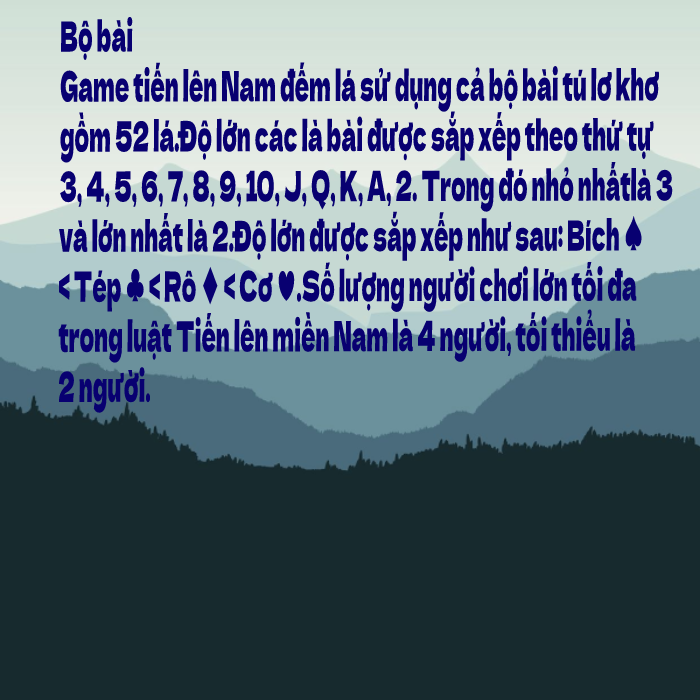 Bộ bài
Game tiến lên Nam đếm lá sử dụng cả bộ bài tú lơ khơ
gồm 52 lá.Độ lớn các là bài được sắp xếp theo thứ tự
3, 4, 5, 6, 7, 8, 9, 10, J, Q, K, A, 2. Trong đó nhỏ nhấtlà 3
và lớn nhất là 2.Độ lớn được sắp xếp như sau: Bích ♠
< Tép ♣ < Rô ♦ < Cơ ♥.Số lượng người chơi lớn tối đa
trong luật Tiến lên miền Nam là 4 người, tối thiểu là
2 người.